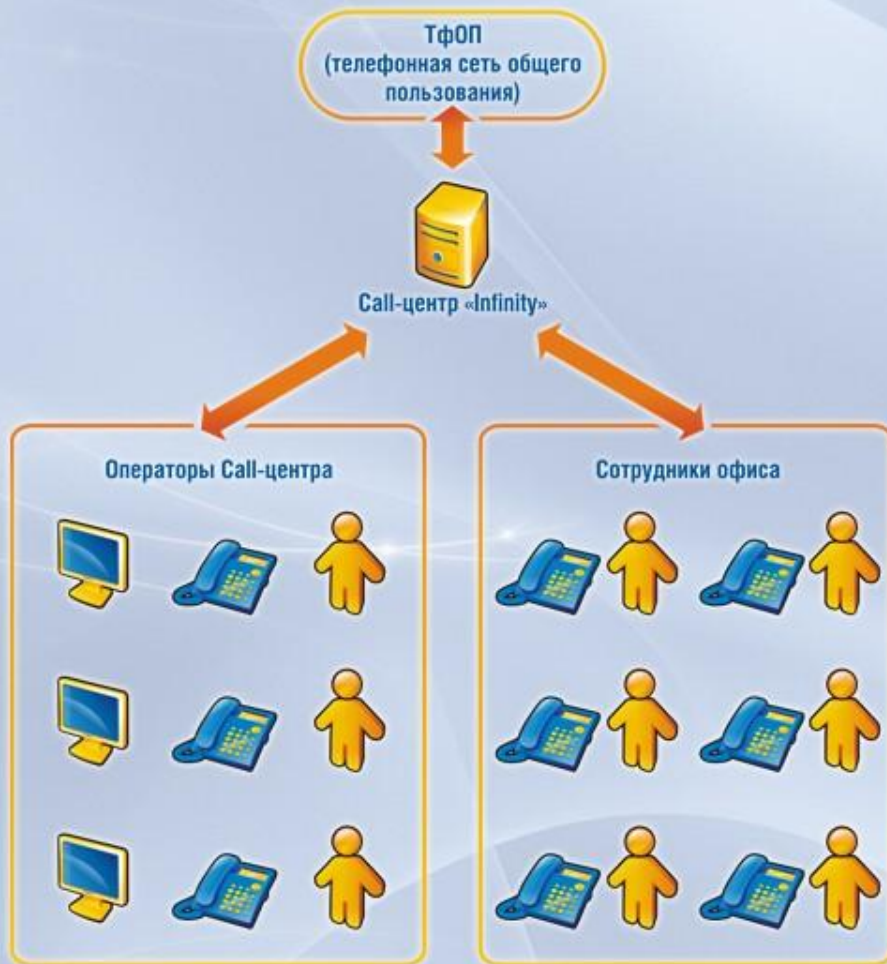 ТфОП
(телефонная сеть общего
пользования)
Call-центр «Infinity»
Операторы Call-центра
Сотрудники офиса